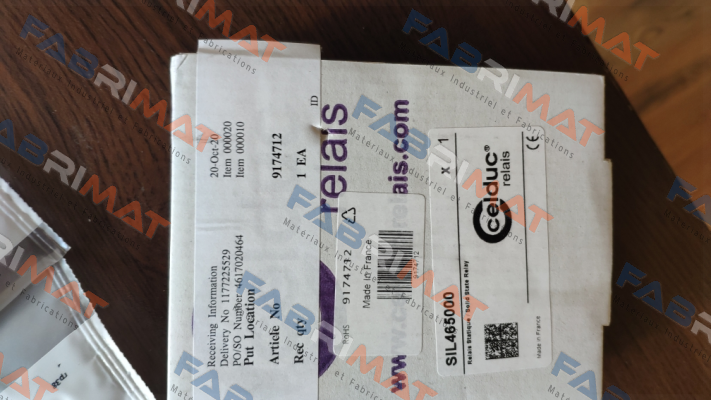 20-Oct-20
Item 000020
Item 000010
ID
Receiving Information
Delivery No 1177225529
PO/SO Number 4617020464
Put Location
Article No 9174712
Rec qty 1 EA
relais
www.
relais.com
RoHS
9174712
Made in France
9174712
SIL465000 x 1
Relais Statique - Solid State Relay
celduc®
relais
CE
Made in France
FABRIMAT
Matériaux Industriel et Fabrications